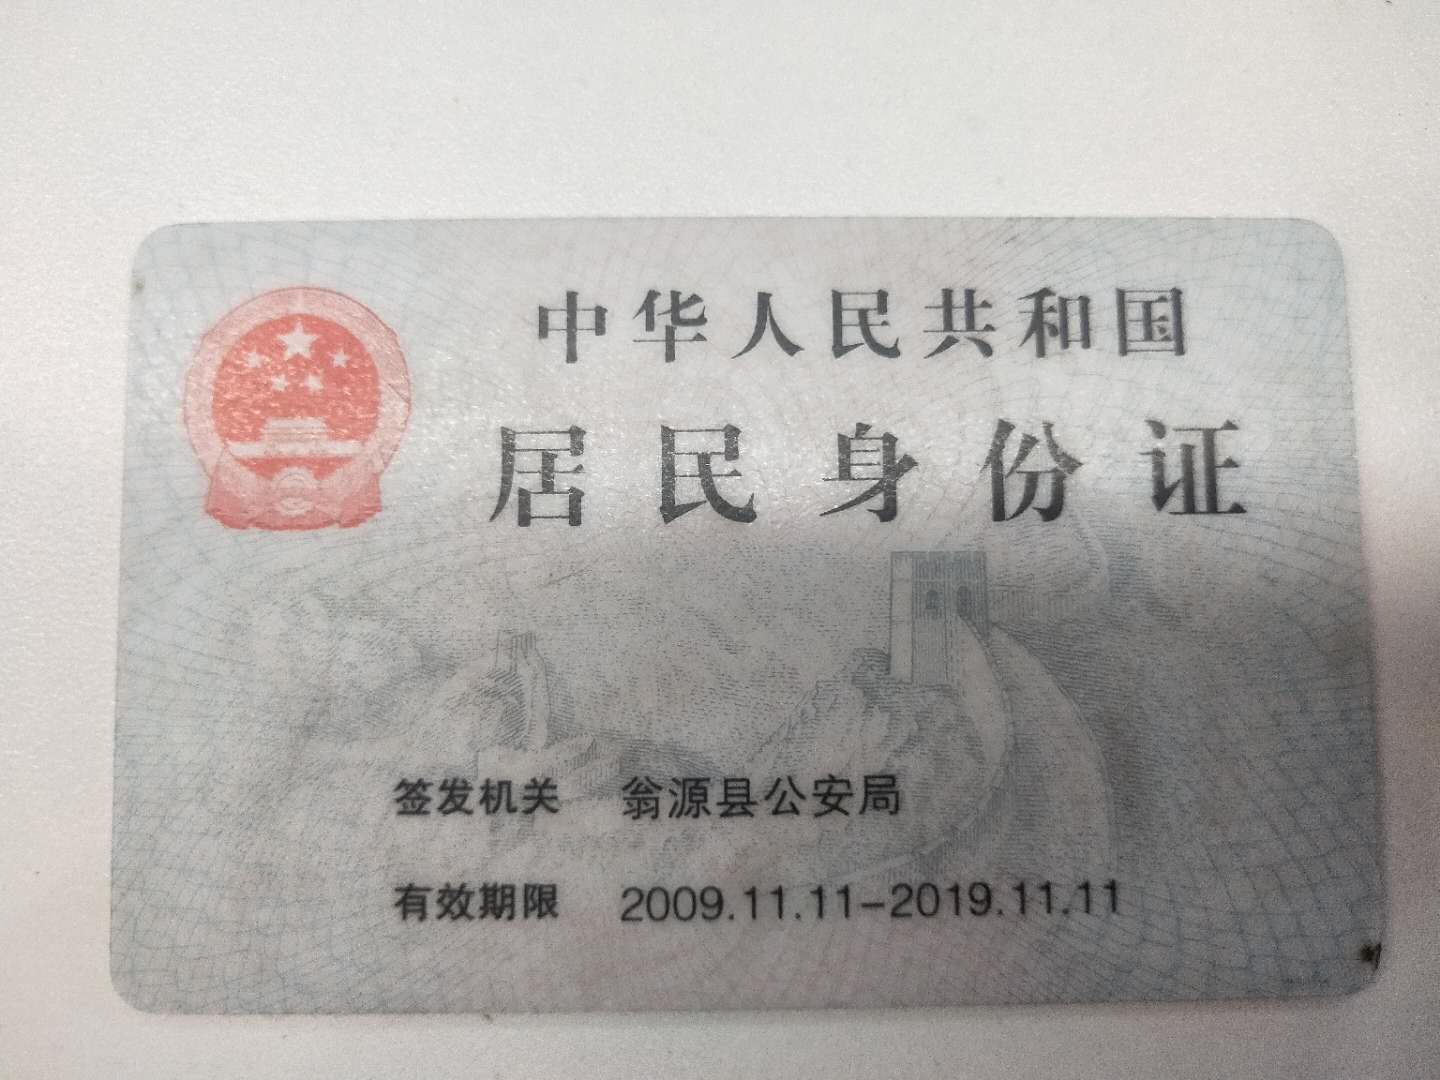 中华人民共和国
居民身份证
签发机关 翁源县公安局
有效期限 2009.11.11-2019.11.11